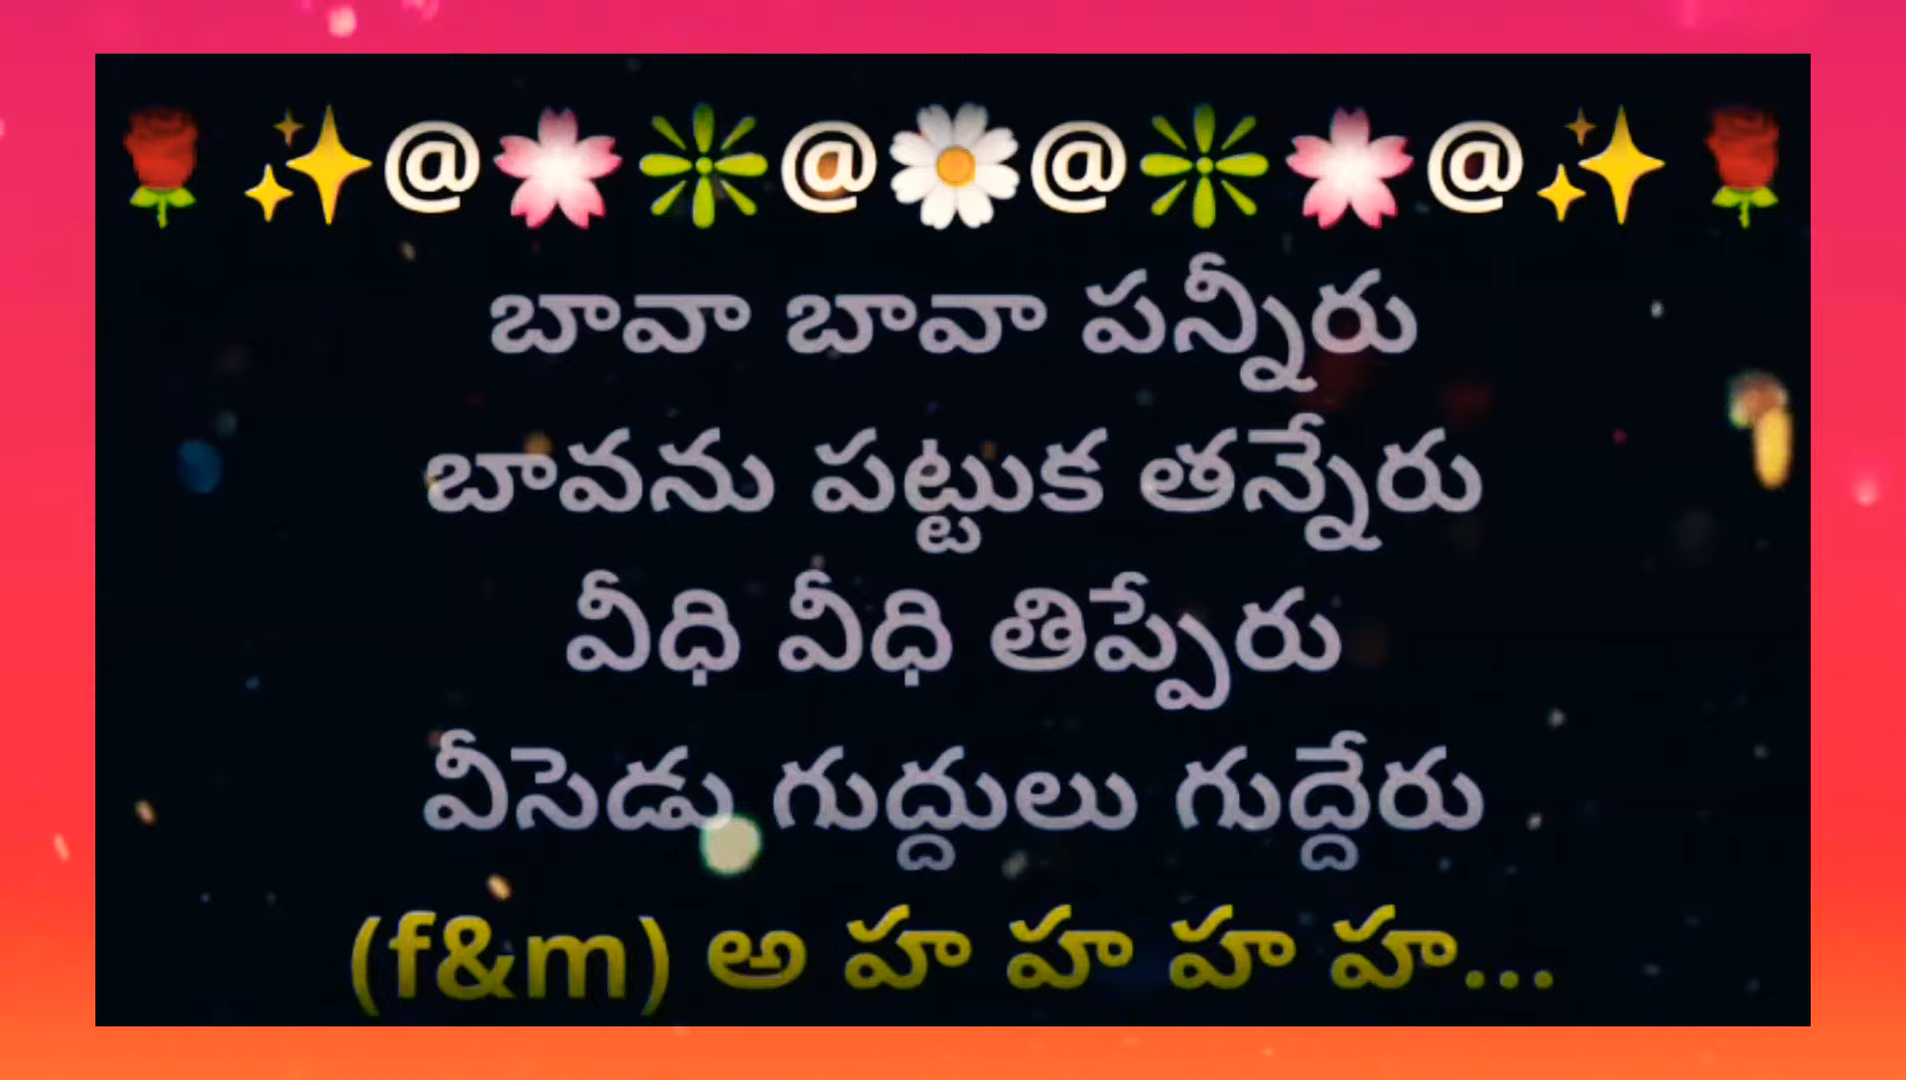 🌹 ✨@🌸❇@🌼@❇🌸@✨ 🌹
బావా బావా పన్నీరు
బావను పట్టుక తన్నేరు
వీధి వీధి తిప్పేరు
వీసెడు గుద్దులు గుద్దేరు
(f&m) అ హ హ హ హ...